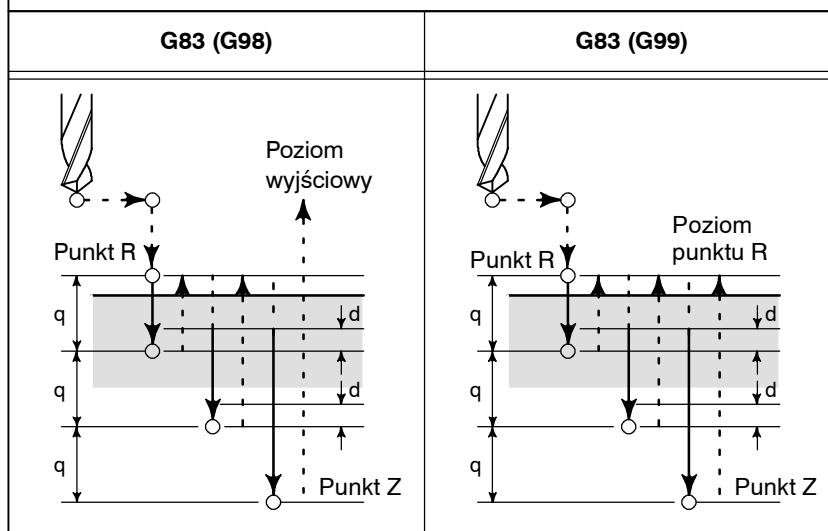 G83 (G98)
G83 (G99)
Poziom
wyjściowy
Punkt R
q
d
q
d
q
Punkt Z
Poziom
punktu R
Punkt R
q
d
q
d
q
Punkt Z